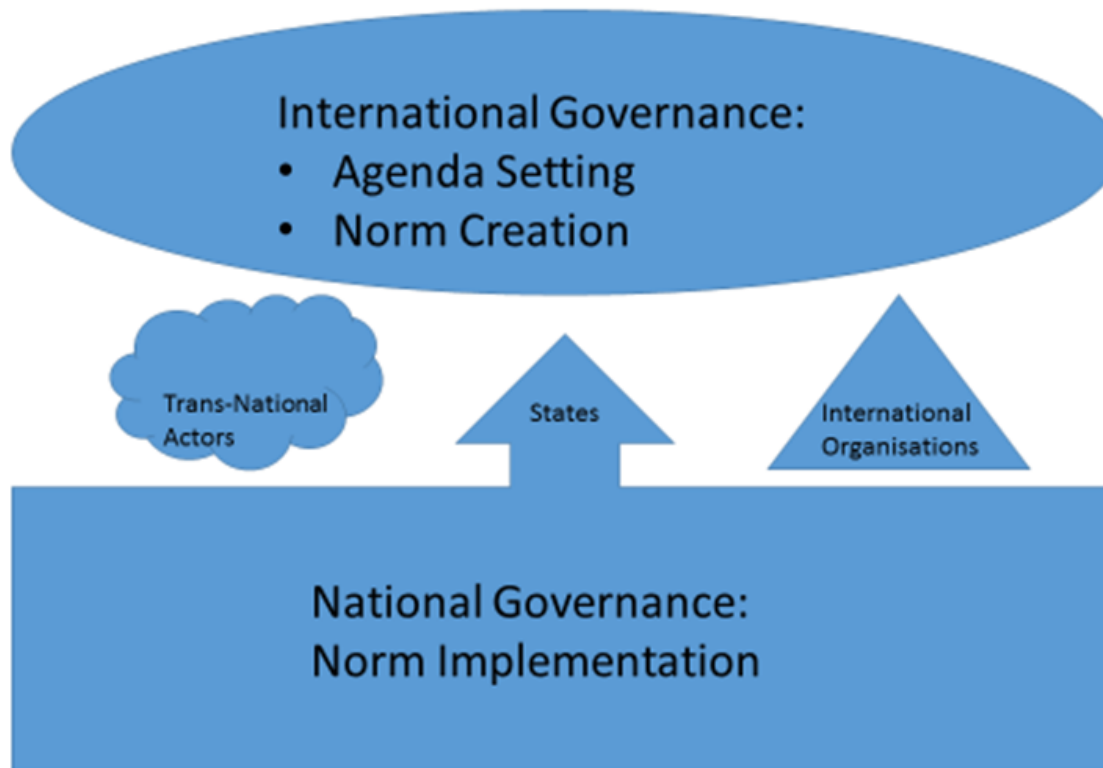 International Governance:
• Agenda Setting
• Norm Creation
Trans-National
Actors
States
International
Organisations
National Governance:
Norm Implementation